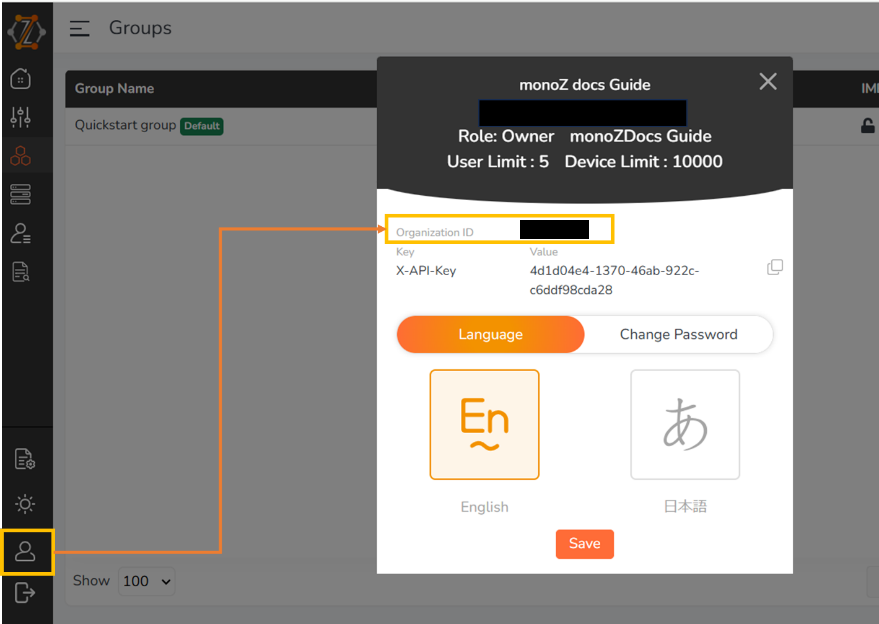 Groups
Group Name
IMI
Quickstart group Default
monoZ docs Guide
Role: Owner monoZDocs Guide
User Limit : 5 Device Limit : 10000
Organization ID
Key Value
X-API-Key 4d1d04e4-1370-46ab-922c-
c6ddf98cda28
Language Change Password
En
あ
English 日本語
Save
Show 100